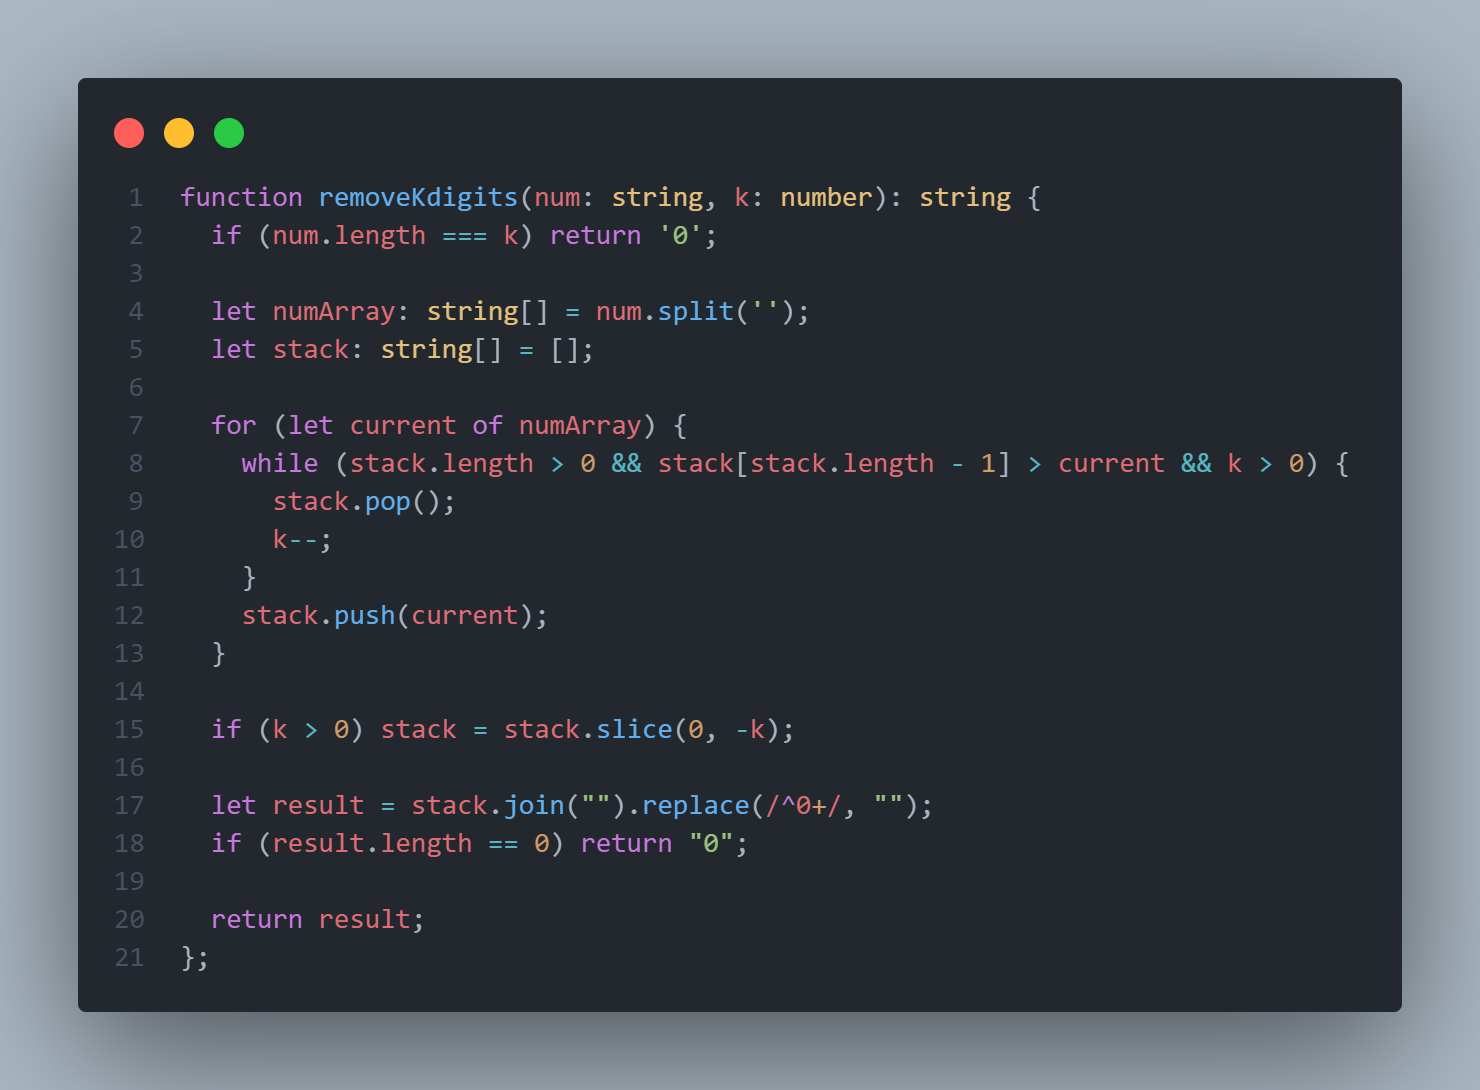 1 function removeKdigits(num: string, k: number): string {
2   if (num.length === k) return '0';
3
4   let numArray: string[] = num.split('');
5   let stack: string[] = [];
6
7   for (let current of numArray) {
8     while (stack.length > 0 && stack[stack.length - 1] > current && k > 0) {
9       stack.pop();
10       k--;
11     }
12     stack.push(current);
13   }
14
15   if (k > 0) stack = stack.slice(0, -k);
16
17   let result = stack.join("").replace(/^0+/, "");
18   if (result.length == 0) return "0";
19
20   return result;
21 };